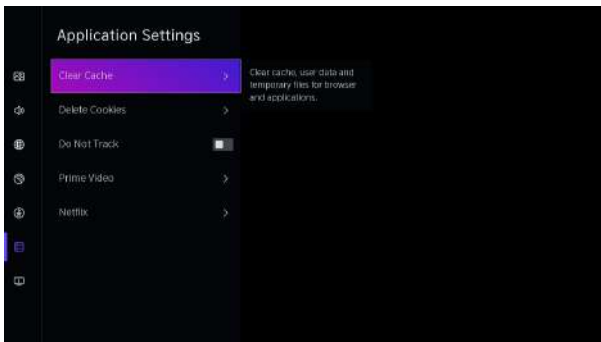 Application Settings
Clear Cache
Clear cache, user data and
temporary files for browser
and applications.
Delete Cookies
Do Not Track
Prime Video
Netflix